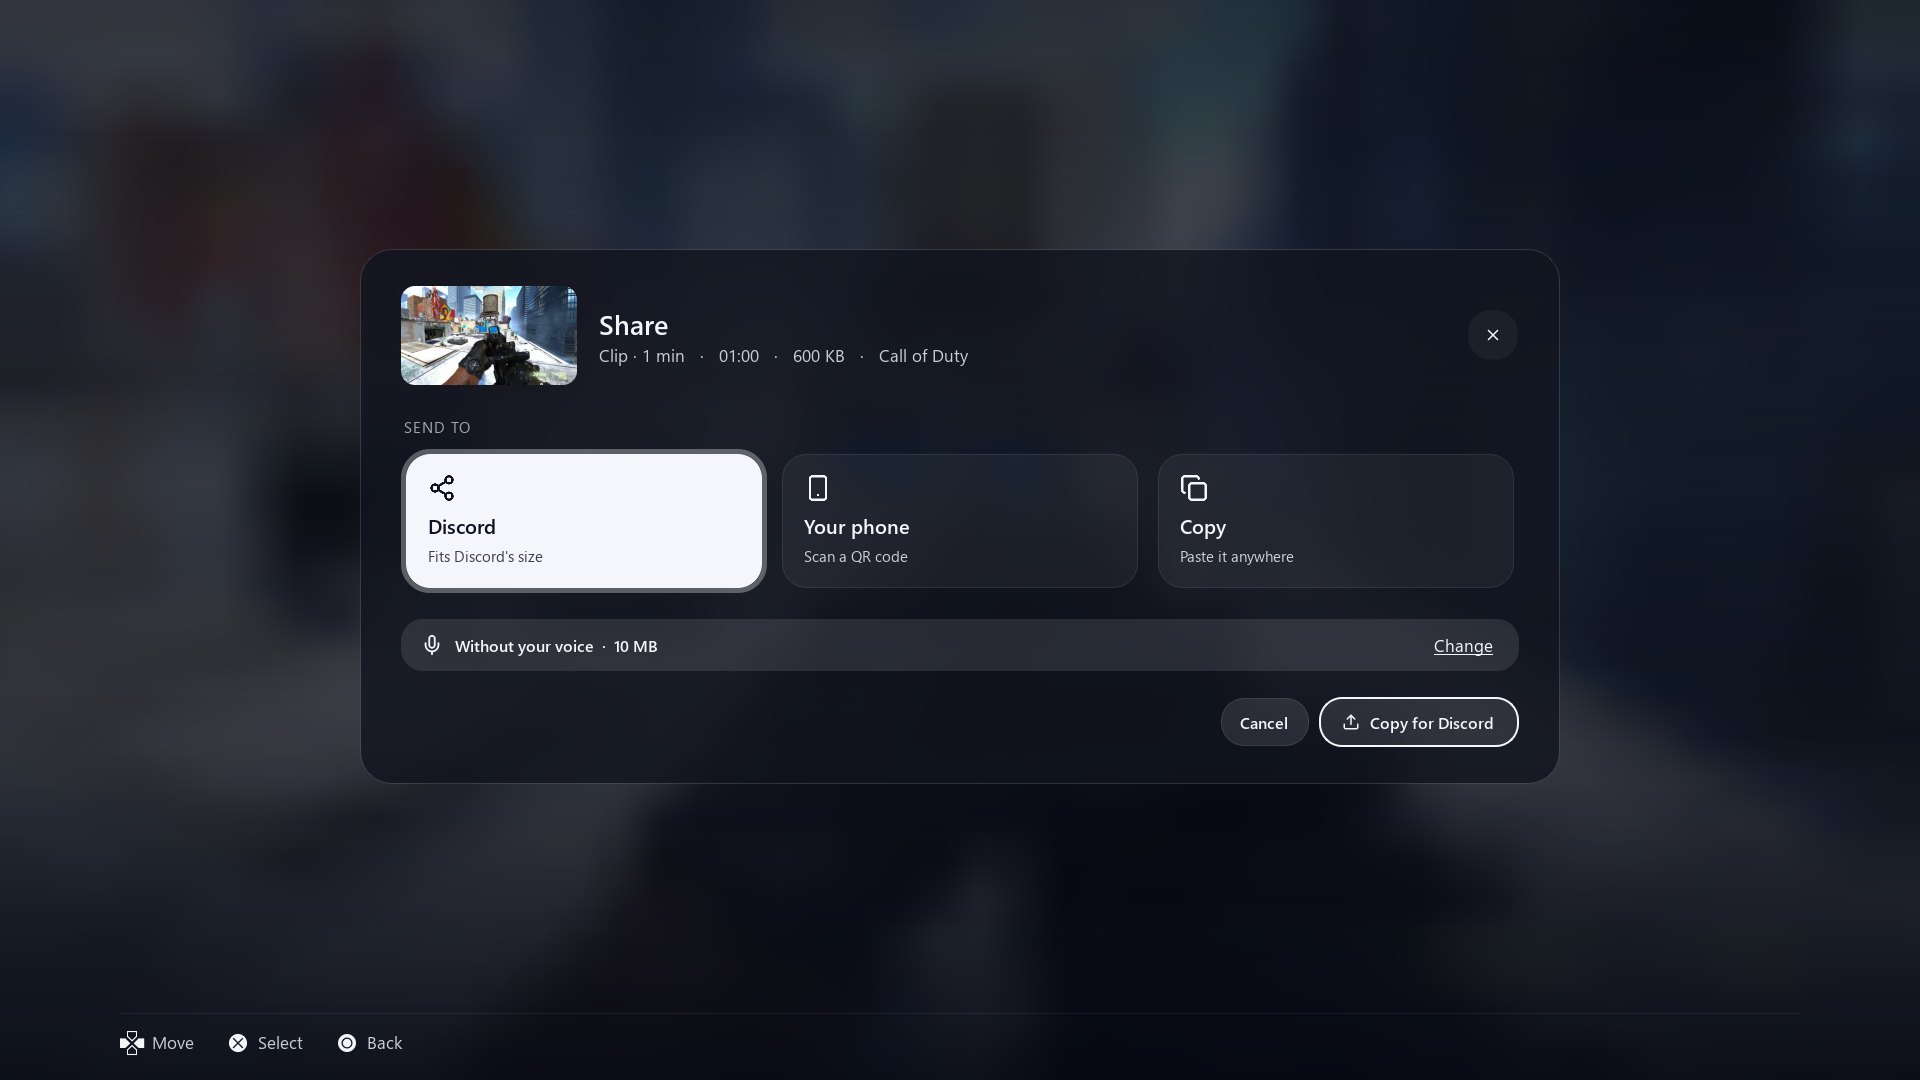 Share
Clip · 1 min · 01:00 · 600 KB · Call of Duty
SEND TO
Discord
Fits Discord's size
Your phone
Scan a QR code
Copy
Paste it anywhere
Without your voice · 10 MB
Change
Cancel
Copy for Discord
Move
Select
Back